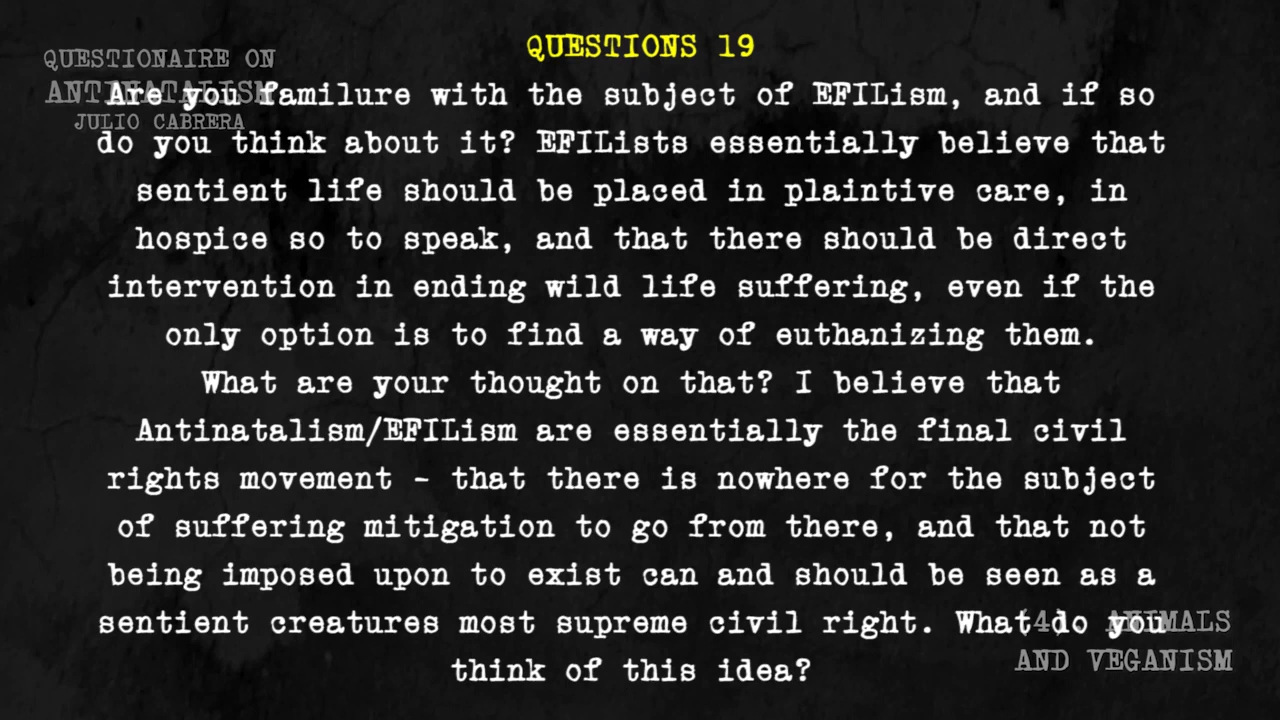 QUESTIONS 19
QUESTIONAIRE ON
ANTINATALISM
JULIO CABRERA
Are you familure with the subject of EFILism, and if so
do you think about it? EFILists essentially believe that
sentient life should be placed in plaintive care, in
hospice so to speak, and that there should be direct
intervention in ending wild life suffering, even if the
only option is to find a way of euthanizing them.
What are your thought on that? I believe that
Antinatalism/EFILism are essentially the final civil
rights movement - that there is nowhere for the subject
of suffering mitigation to go from there, and that not
being imposed upon to exist can and should be seen as a
sentient creatures most supreme civil right. What do you
think of this idea?
(4) ANIMALS
AND VEGANISM